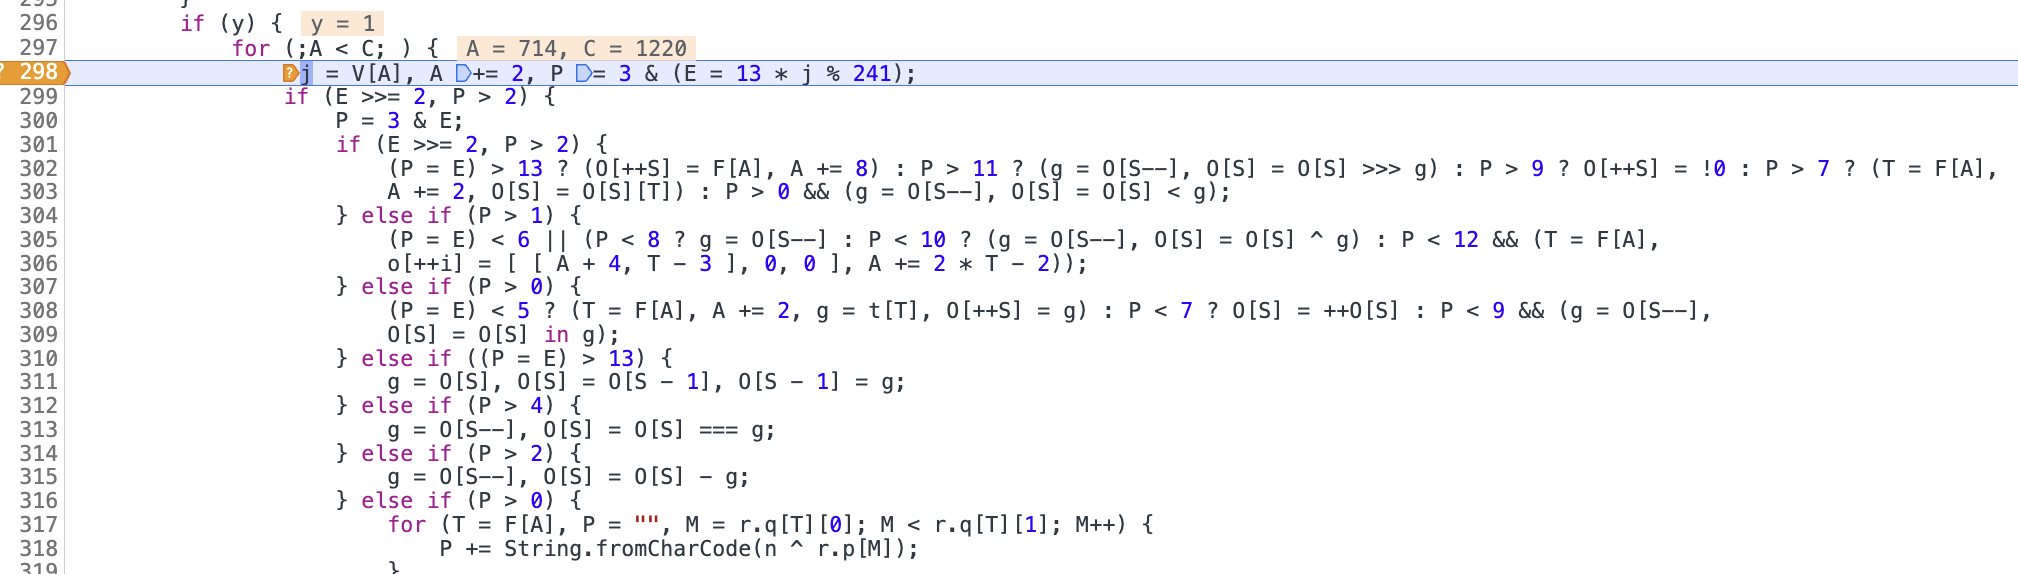 295 }
296 if (y) { y = 1
297 for (;A < C; ) { A = 714, C = 1220
? 298 ? j = V[A], A += 2, P = 3 & (E = 13 * j % 241);
299 if (E >>= 2, P > 2) {
300 P = 3 & E;
301 if (E >>= 2, P > 2) {
302 (P = E) > 13 ? (O[++S] = F[A], A += 8) : P > 11 ? (g = O[S--], O[S] = O[S] >>> g) : P > 9 ? O[++S] = !0 : P > 7 ? (T = F[A],
303 A += 2, O[S] = O[S][T]) : P > 0 && (g = O[S--], O[S] = O[S] < g);
304 } else if (P > 1) {
305 (P = E) < 6 || (P < 8 ? g = O[S--] : P < 10 ? (g = O[S--], O[S] = O[S] ^ g) : P < 12 && (T = F[A],
306 o[++i] = [ [ A + 4, T - 3 ], 0, 0 ], A += 2 * T - 2));
307 } else if (P > 0) {
308 (P = E) < 5 ? (T = F[A], A += 2, g = t[T], O[++S] = g) : P < 7 ? O[S] = ++O[S] : P < 9 && (g = O[S--],
309 O[S] = O[S] in g);
310 } else if ((P = E) > 13) {
311 g = O[S], O[S] = O[S - 1], O[S - 1] = g;
312 } else if (P > 4) {
313 g = O[S--], O[S] = O[S] === g;
314 } else if (P > 2) {
315 g = O[S--], O[S] = O[S] - g;
316 } else if (P > 0) {
317 for (T = F[A], P = "", M = r.q[T][0]; M < r.q[T][1]; M++) {
318 P += String.fromCharCode(n ^ r.p[M]);
319 }